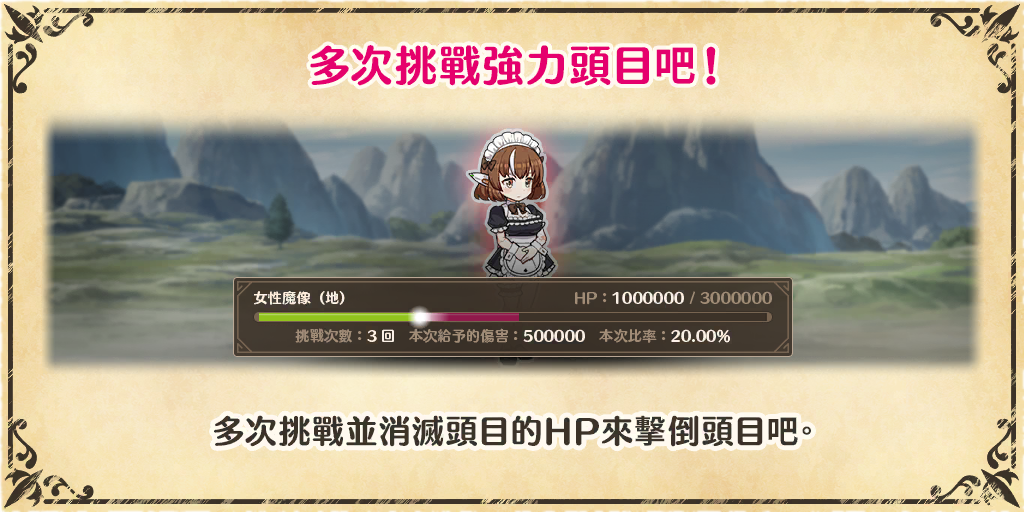 多次挑戰強力頭目吧！
女性魔像（地） HP：1000000 / 3000000
挑戰次數：3 回 本次給予的傷害：500000 本次比率：20.00%
多次挑戰並消滅頭目的HP來擊倒頭目吧。